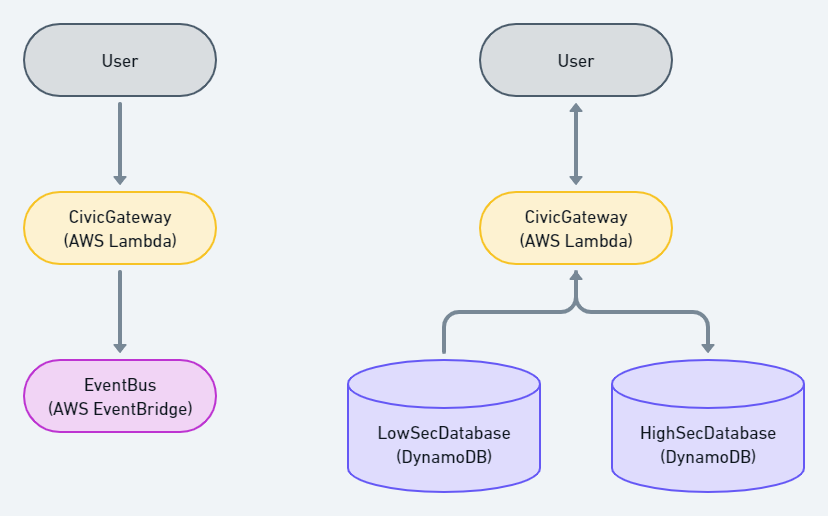 User
CivicGateway
(AWS Lambda)
EventBus
(AWS EventBridge)
User
CivicGateway
(AWS Lambda)
LowSecDatabase
(DynamoDB)
HighSecDatabase
(DynamoDB)